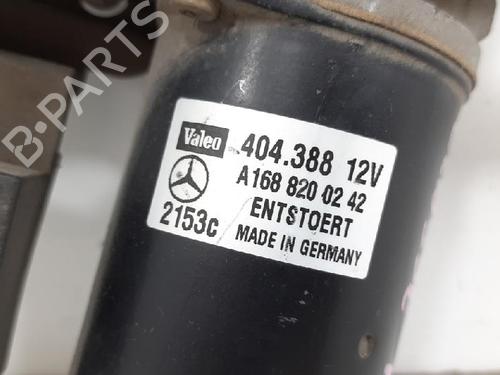 B-PARTS
Valeo 404.388 12V
A168 820 02 42
2153c ENTSTOERT
MADE IN GERMANY